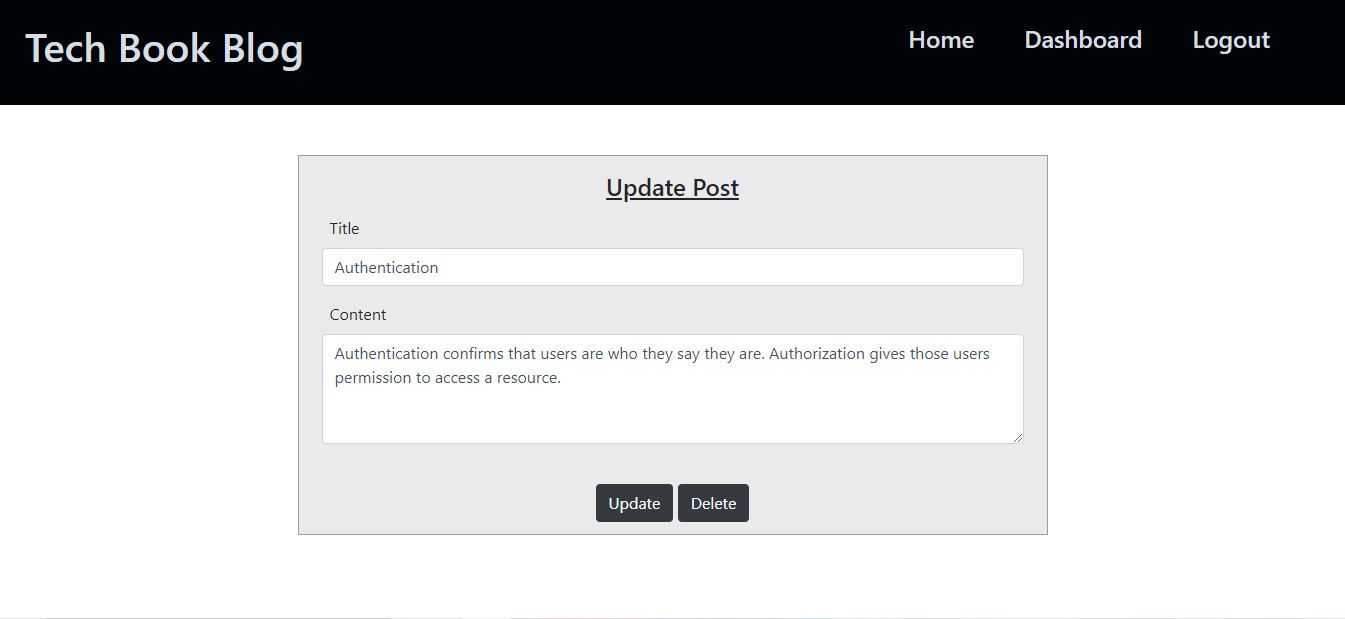 Tech Book Blog
Home Dashboard Logout
Update Post
Title
Authentication
Content
Authentication confirms that users are who they say they are. Authorization gives those users
permission to access a resource.
Update Delete